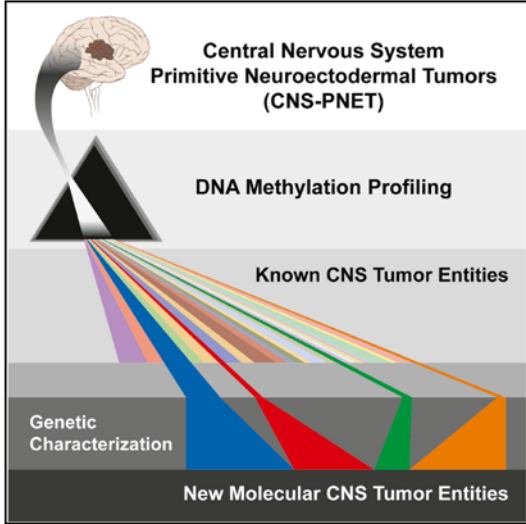 Central Nervous System
Primitive Neuroectodermal Tumors
(CNS-PNET)
DNA Methylation Profiling
Known CNS Tumor Entities
Genetic
Characterization
New Molecular CNS Tumor Entities